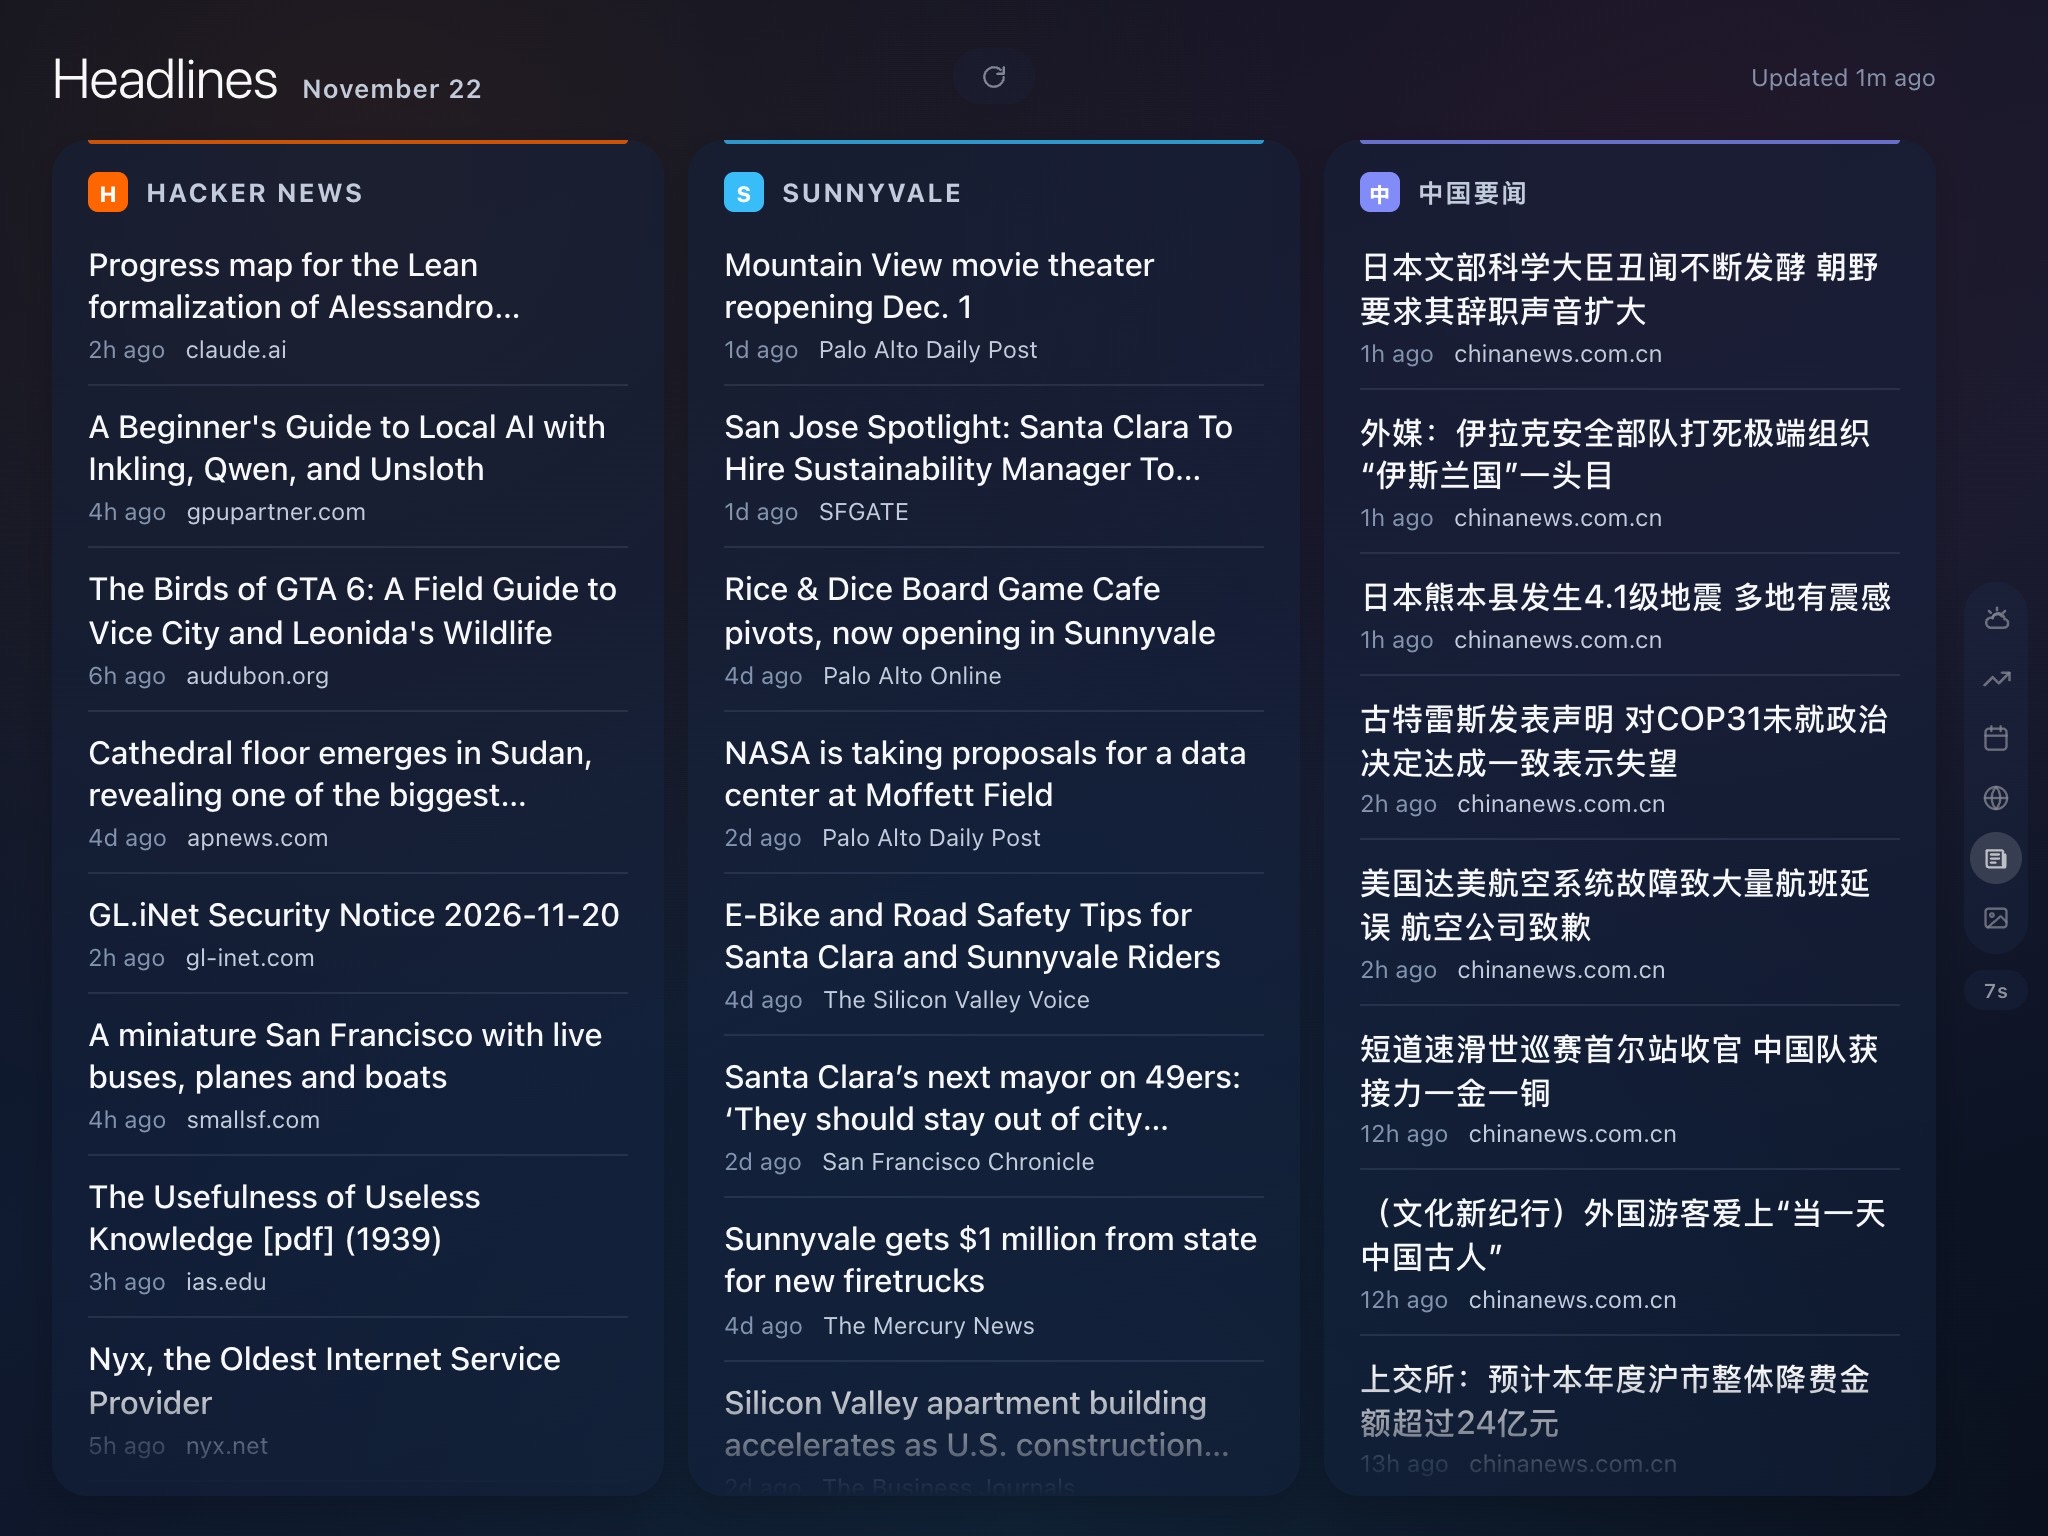 Headlines November 22
Updated 1m ago
H HACKER NEWS
Progress map for the Lean
formalization of Alessandro...
2h ago claude.ai
A Beginner's Guide to Local AI with
Inkling, Qwen, and Unsloth
4h ago gpupartner.com
The Birds of GTA 6: A Field Guide to
Vice City and Leonida's Wildlife
6h ago audubon.org
Cathedral floor emerges in Sudan,
revealing one of the biggest...
4d ago apnews.com
GL.iNet Security Notice 2026-11-20
2h ago gl-inet.com
A miniature San Francisco with live
buses, planes and boats
4h ago smallsf.com
The Usefulness of Useless
Knowledge [pdf] (1939)
3h ago ias.edu
Nyx, the Oldest Internet Service
Provider
5h ago nyx.net
S SUNNYVALE
Mountain View movie theater
reopening Dec. 1
1d ago Palo Alto Daily Post
San Jose Spotlight: Santa Clara To
Hire Sustainability Manager To...
1d ago SFGATE
Rice & Dice Board Game Cafe
pivots, now opening in Sunnyvale
4d ago Palo Alto Online
NASA is taking proposals for a data
center at Moffett Field
2d ago Palo Alto Daily Post
E-Bike and Road Safety Tips for
Santa Clara and Sunnyvale Riders
4d ago The Silicon Valley Voice
Santa Clara’s next mayor on 49ers:
‘They should stay out of city...
2d ago San Francisco Chronicle
Sunnyvale gets $1 million from state
for new firetrucks
4d ago The Mercury News
Silicon Valley apartment building
accelerates as U.S. construction...
2d ago The Business Journals
中 中国要闻
日本文部科学大臣丑闻不断发酵 朝野
要求其辞职声音扩大
1h ago chinanews.com.cn
外媒：伊拉克安全部队打死极端组织
“伊斯兰国”一头目
1h ago chinanews.com.cn
日本熊本县发生4.1级地震 多地有震感
1h ago chinanews.com.cn
古特雷斯发表声明 对COP31未就政治
决定达成一致表示失望
2h ago chinanews.com.cn
美国达美航空系统故障致大量航班延
误 航空公司致歉
2h ago chinanews.com.cn
短道速滑世巡赛首尔站收官 中国队获
接力一金一铜
12h ago chinanews.com.cn
（文化新纪行）外国游客爱上“当一天
中国古人”
12h ago chinanews.com.cn
上交所：预计本年度沪市整体降费金
额超过24亿元
13h ago chinanews.com.cn
7s